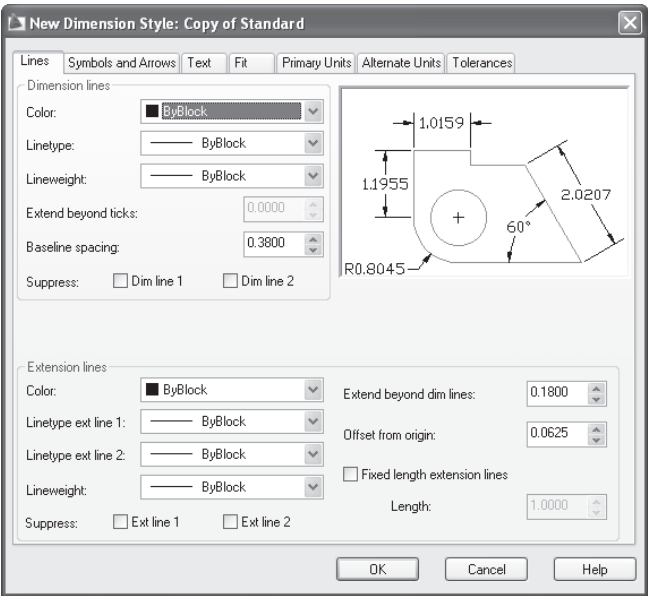 New Dimension Style: Copy of Standard
Lines Symbols and Arrows Text Fit Primary Units Alternate Units Tolerances
Dimension lines
Color: ByBlock
Linetype: ByBlock
Lineweight: ByBlock
Extend beyond ticks: 0.0000
Baseline spacing: 0.3800
Suppress: Dim line 1 Dim line 2
1.0159
1.1955
2.0207
60°
R0.8045
Extension lines
Color: ByBlock
Linetype ext line 1: ByBlock
Linetype ext line 2: ByBlock
Lineweight: ByBlock
Suppress: Ext line 1 Ext line 2
Extend beyond dim lines: 0.1800
Offset from origin: 0.0625
Fixed length extension lines
Length: 1.0000
OK Cancel Help